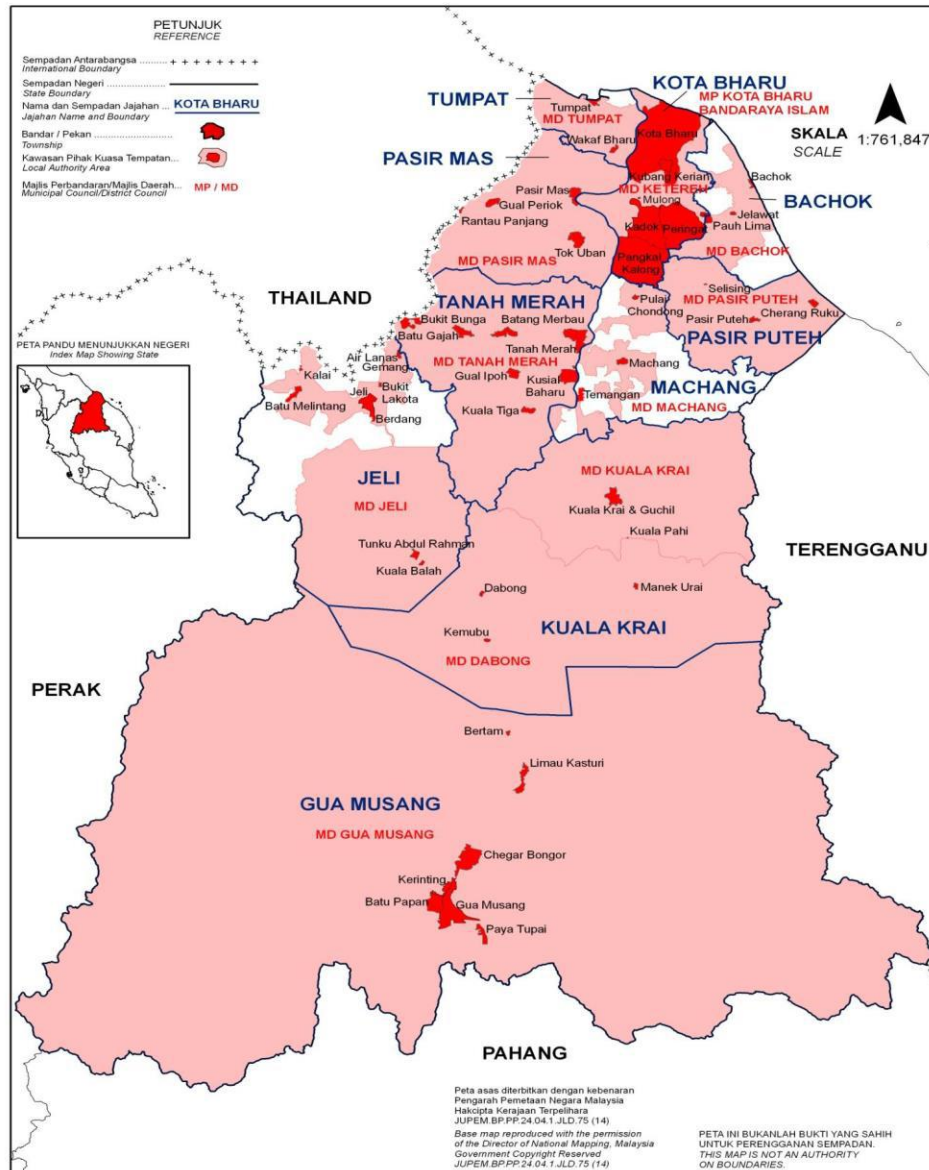 PETUNJUK
REFERENCE
Sempadan Antarabangsa ......... + + + + + + + + +
International Boundary
Sempadan Negeri .....................
State Boundary
Nama dan Sempadan Jajahan ... KOTA BHARU
Jajahan Name and Boundary
Bandar / Pekan .....................
Township
Kawasan Pihak Kuasa Tempatan...
Local Authority Area
Majlis Perbandaran/Majlis Daerah... MP / MD
Municipal Council/District Council
SKALA
SCALE
1:761,847
KOTA BHARU
MP KOTA BHARU
BANDARAYA ISLAM
TUMPAT
Tumpat
MD TUMPAT
Wakaf Bharu
Kota Bharu
PASIR MAS
Kubang Kerian
MD KETEREH
Mulong
Bachok
BACHOK
Pasir Mas
Gual Periok
Rantau Panjang
Kadok
Peringat
Jelawat
Pauh Lima
MD PASIR MAS
Tok Uban
Pangkal
Kalong
MD BACHOK
THAILAND
TANAH MERAH
Selising
MD PASIR PUTEH
Pulai
Chondong
Cherang Ruku
Pasir Puteh
PASIR PUTEH
Bukit Bunga
Batang Merbau
Batu Gajah
Tanah Merah
PETA PANDU MENUNJUKKAN NEGERI
Index Map Showing State
Air Lanas
Gemang
MD TANAH MERAH
Machang
Kalai
Gual Ipoh
Kusial
Baharu
MACHANG
Jeli
Bukit
Lakota
Batu Melintang
Temangan
MD MACHANG
Berdang
Kuala Tiga
JELI
MD JELI
MD KUALA KRAI
Kuala Krai & Guchil
Kuala Pahi
Tunku Abdul Rahman
Kuala Balah
TERENGGANU
Dabong
Manek Urai
KUALA KRAI
Kemubu
MD DABONG
PERAK
Bertam
Limau Kasturi
GUA MUSANG
MD GUA MUSANG
Chegar Bongor
Kerinting
Batu Papan
Gua Musang
Paya Tupai
PAHANG
Peta asas diterbitkan dengan kebenaran
Pengarah Pemetaan Negara Malaysia
Hakcipta Kerajaan Terpelihara
JUPEM.BP.PP.24.04.1.JLD.75 (14)
Base map reproduced with the permission
of the Director of National Mapping, Malaysia
Government Copyright Reserved
JUPEM.BP.PP.24.04.1.JLD.75 (14)
PETA INI BUKANLAH BUKTI YANG SAHIH
UNTUK PERENGGANAN SEMPADAN.
THIS MAP IS NOT AN AUTHORITY
ON BOUNDARIES.